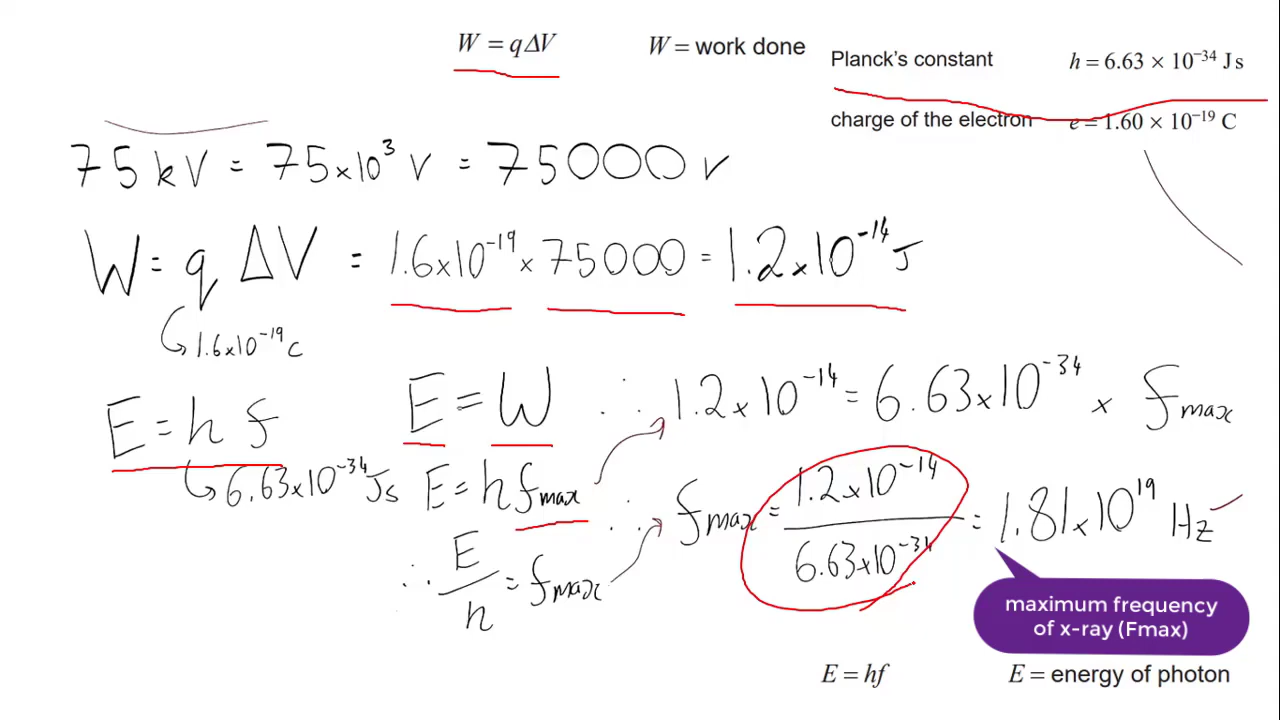 W = qΔV W = work done
Planck's constant h = 6.63 × 10⁻³⁴ J s
charge of the electron e = 1.60 × 10⁻¹⁹ C
75 kV = 75×10³ V = 75000 V
W = q ΔV = 1.6×10⁻¹⁹ × 75000 = 1.2×10⁻¹⁴ J
1.6×10⁻¹⁹ C
E = h f E = W ∴ 1.2×10⁻¹⁴ = 6.63×10⁻³⁴ × fmax
6.63×10⁻³⁴ Js E = h fmax ∴ fmax = 1.2×10⁻¹⁴ / 6.63×10⁻³⁴ = 1.81×10¹⁹ Hz
∴ E / h = fmax
maximum frequency
of x-ray (Fmax)
E = hf E = energy of photon